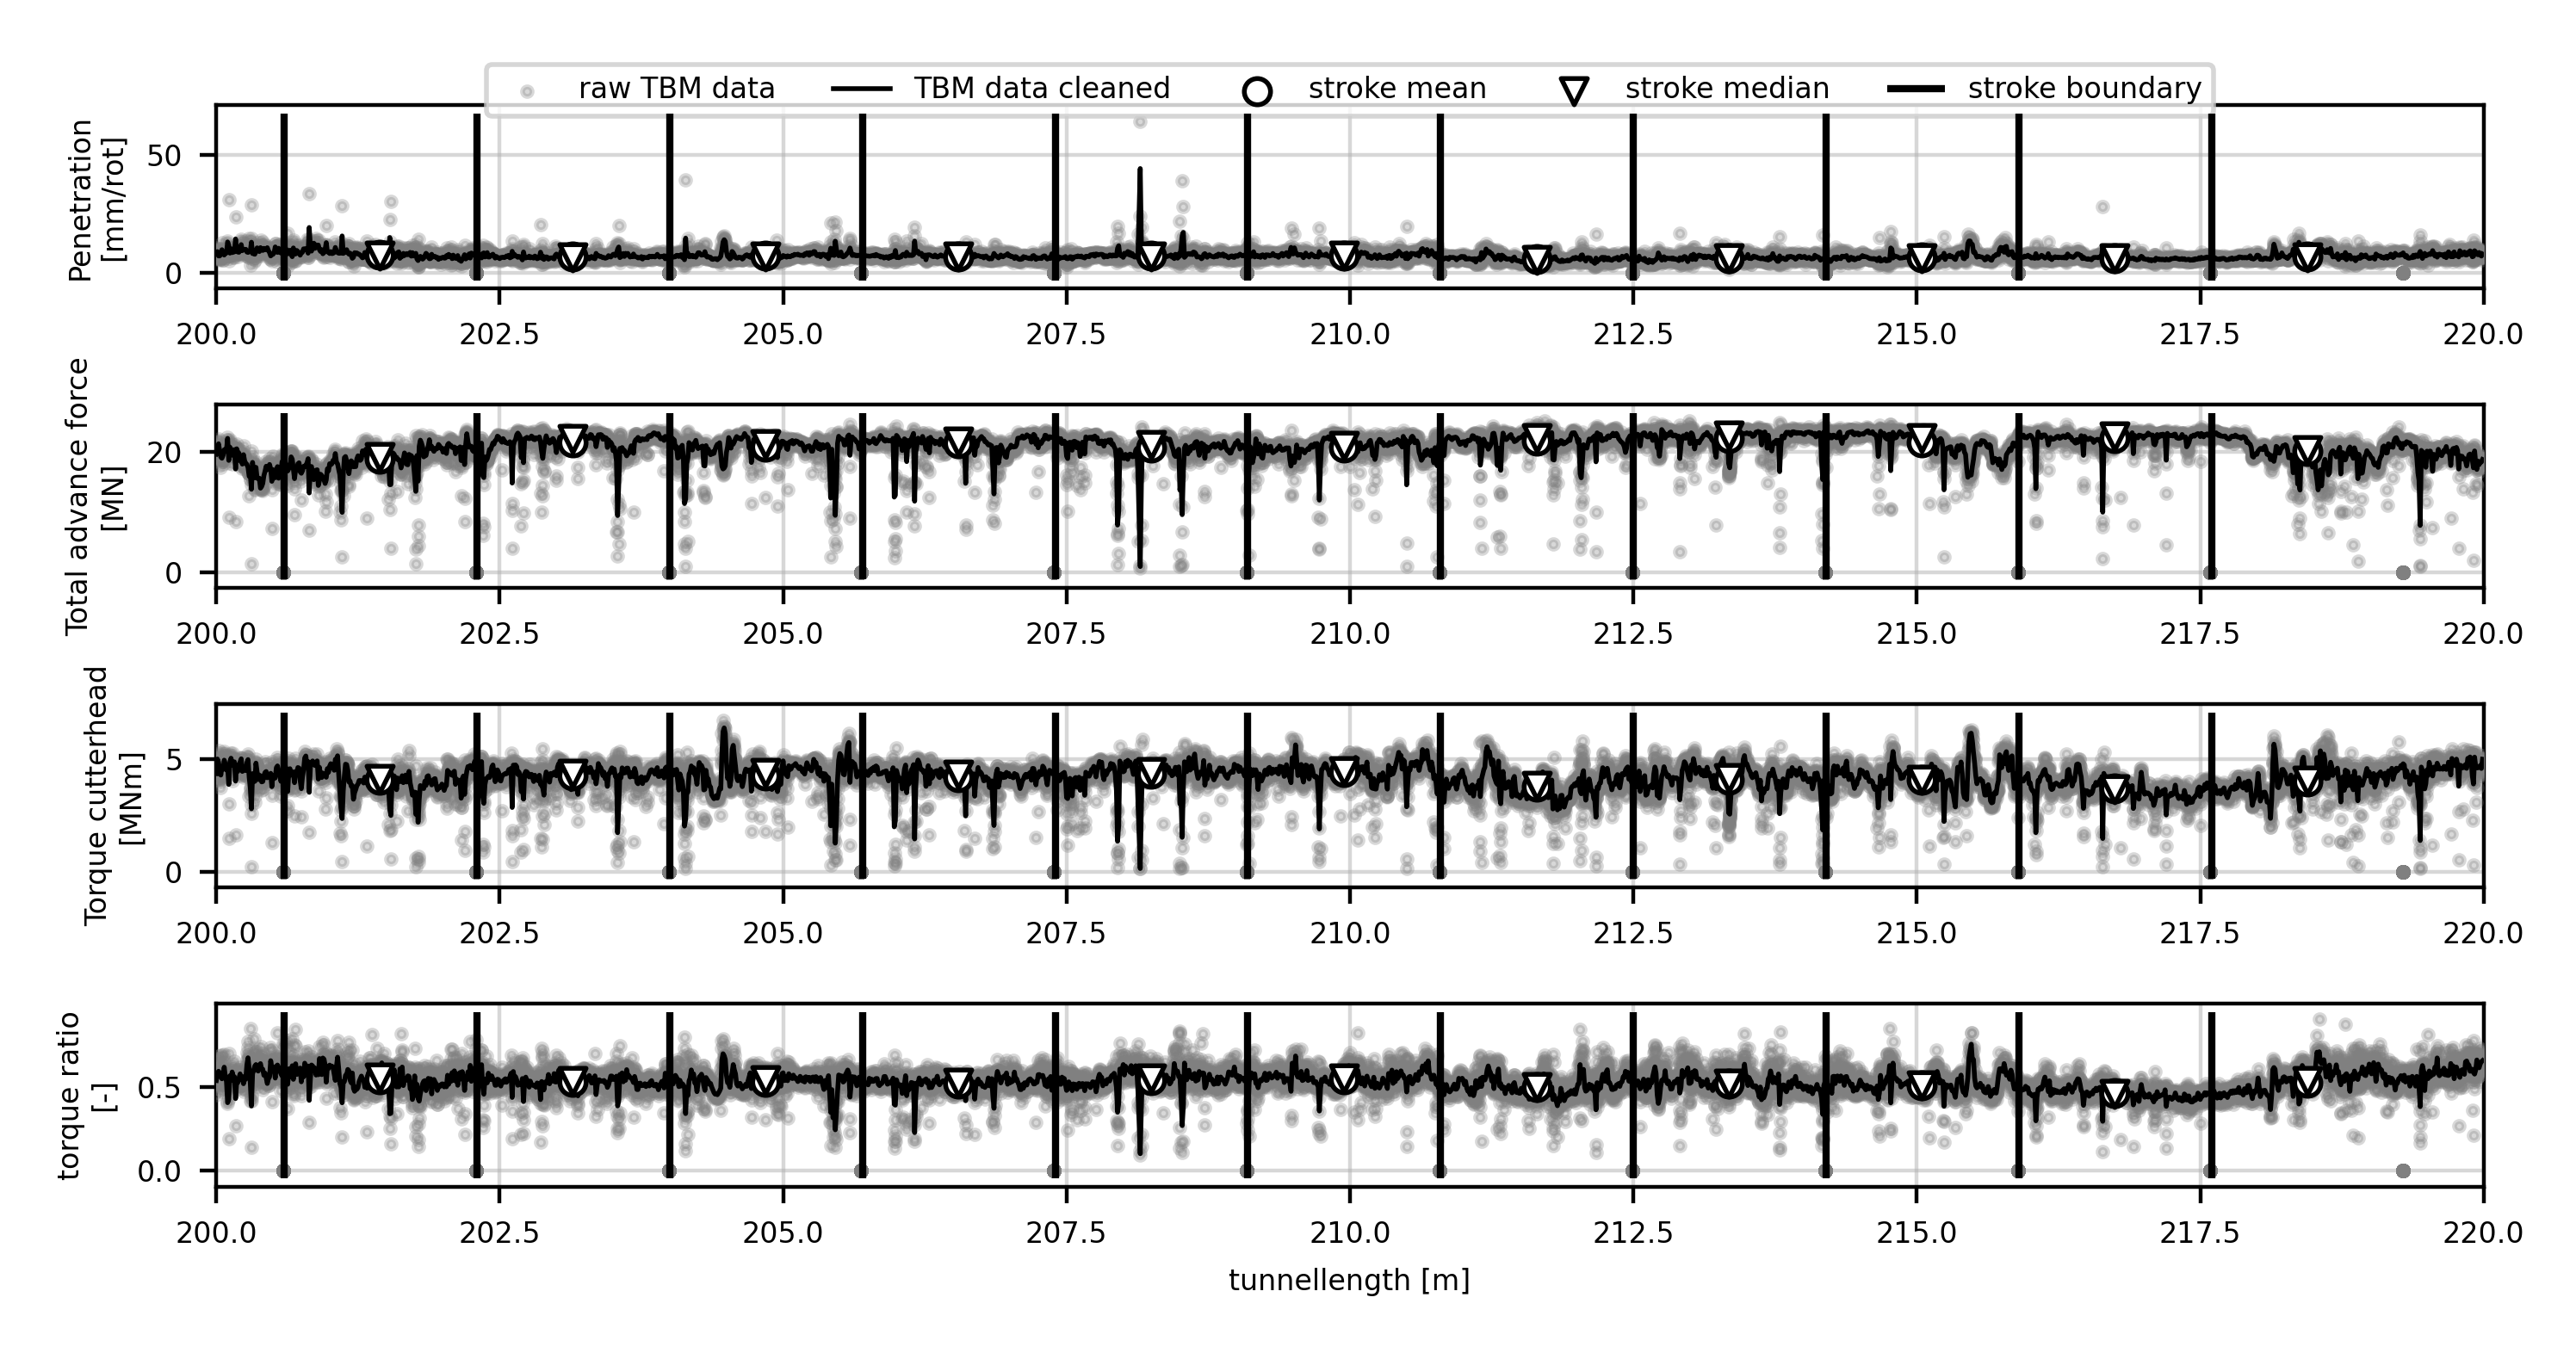 raw TBM data TBM data cleaned stroke mean stroke median stroke boundary
Penetration
[mm/rot]
50
0
200.0 202.5 205.0 207.5 210.0 212.5 215.0 217.5 220.0
Total advance force
[MN]
20
0
200.0 202.5 205.0 207.5 210.0 212.5 215.0 217.5 220.0
Torque cutterhead
[MNm]
5
0
200.0 202.5 205.0 207.5 210.0 212.5 215.0 217.5 220.0
torque ratio
[-]
0.5
0.0
200.0 202.5 205.0 207.5 210.0 212.5 215.0 217.5 220.0
tunnellength [m]